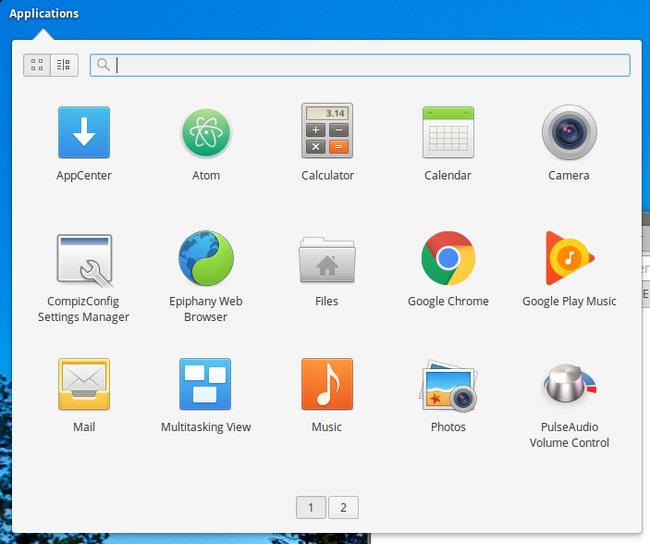 Applications
3.14
AppCenter
Atom
Calculator
Calendar
Camera
CompizConfig
Settings Manager
Epiphany Web
Browser
Files
Google Chrome
Google Play Music
Mail
Multitasking View
Music
Photos
PulseAudio
Volume Control
1
2